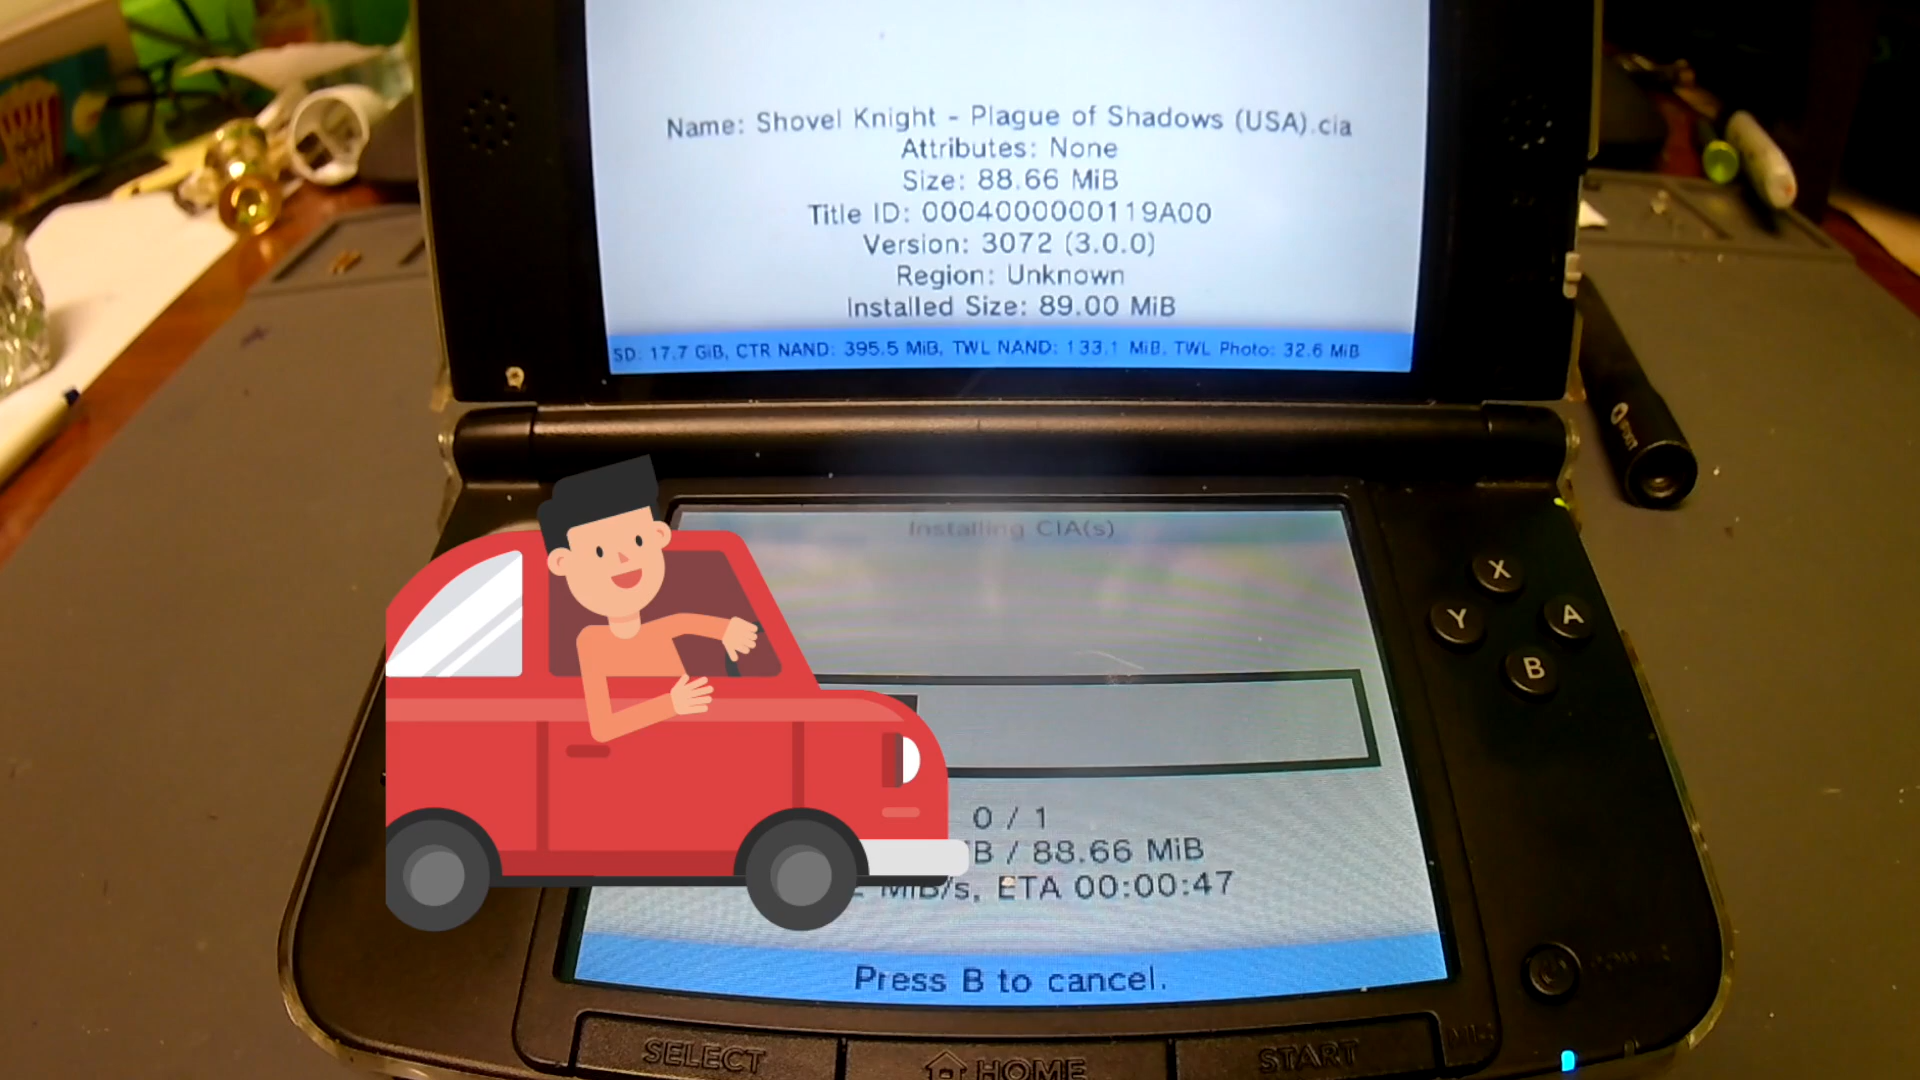 Name: Shovel Knight - Plague of Shadows (USA).cia
Attributes: None
Size: 88.66 MiB
Title ID: 0004000000119A00
Version: 3072 (3.0.0)
Region: Unknown
Installed Size: 89.00 MiB
SD: 17.7 GiB, CTR NAND: 395.5 MiB, TWL NAND: 133.1 MiB, TWL Photo: 32.6 MiB
Installing CIA(s)
X
Y
A
B
0 / 1
B / 88.66 MiB
MiB/s, ETA 00:00:47
Press B to cancel.
SELECT
HOME
START